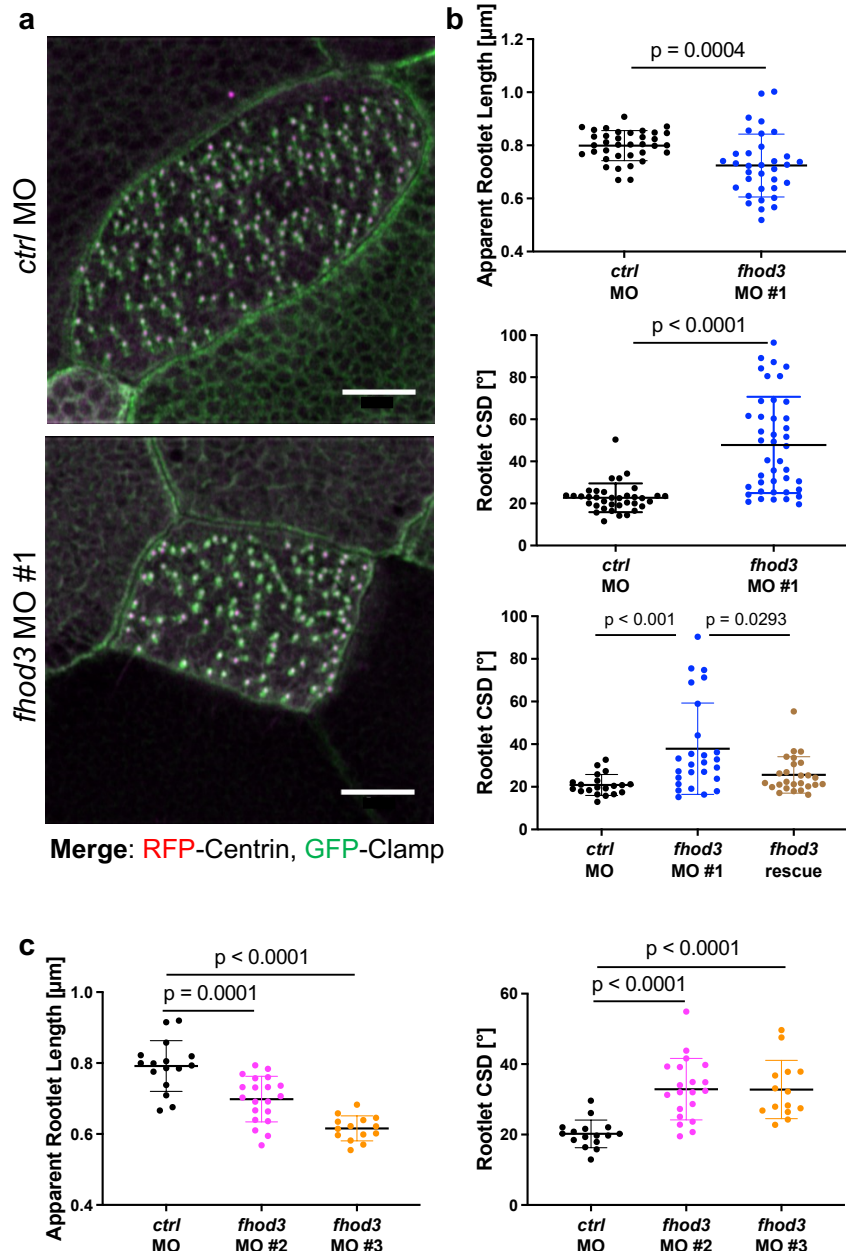 a
ctrl MO
fhod3 MO #1
Merge: RFP-Centrin, GFP-Clamp
b
Apparent Rootlet Length [µm]
1.2
1.0
0.8
0.6
0.4
p = 0.0004
ctrl
MO
fhod3
MO #1
Rootlet CSD [°]
100
80
60
40
20
0
p < 0.0001
ctrl
MO
fhod3
MO #1
Rootlet CSD [°]
100
80
60
40
20
0
p < 0.001
p = 0.0293
ctrl
MO
fhod3
MO #1
fhod3
rescue
c
Apparent Rootlet Length [µm]
1.0
0.8
0.6
0.4
p < 0.0001
p = 0.0001
ctrl
MO
fhod3
MO #2
fhod3
MO #3
Rootlet CSD [°]
60
40
20
0
p < 0.0001
p < 0.0001
ctrl
MO
fhod3
MO #2
fhod3
MO #3